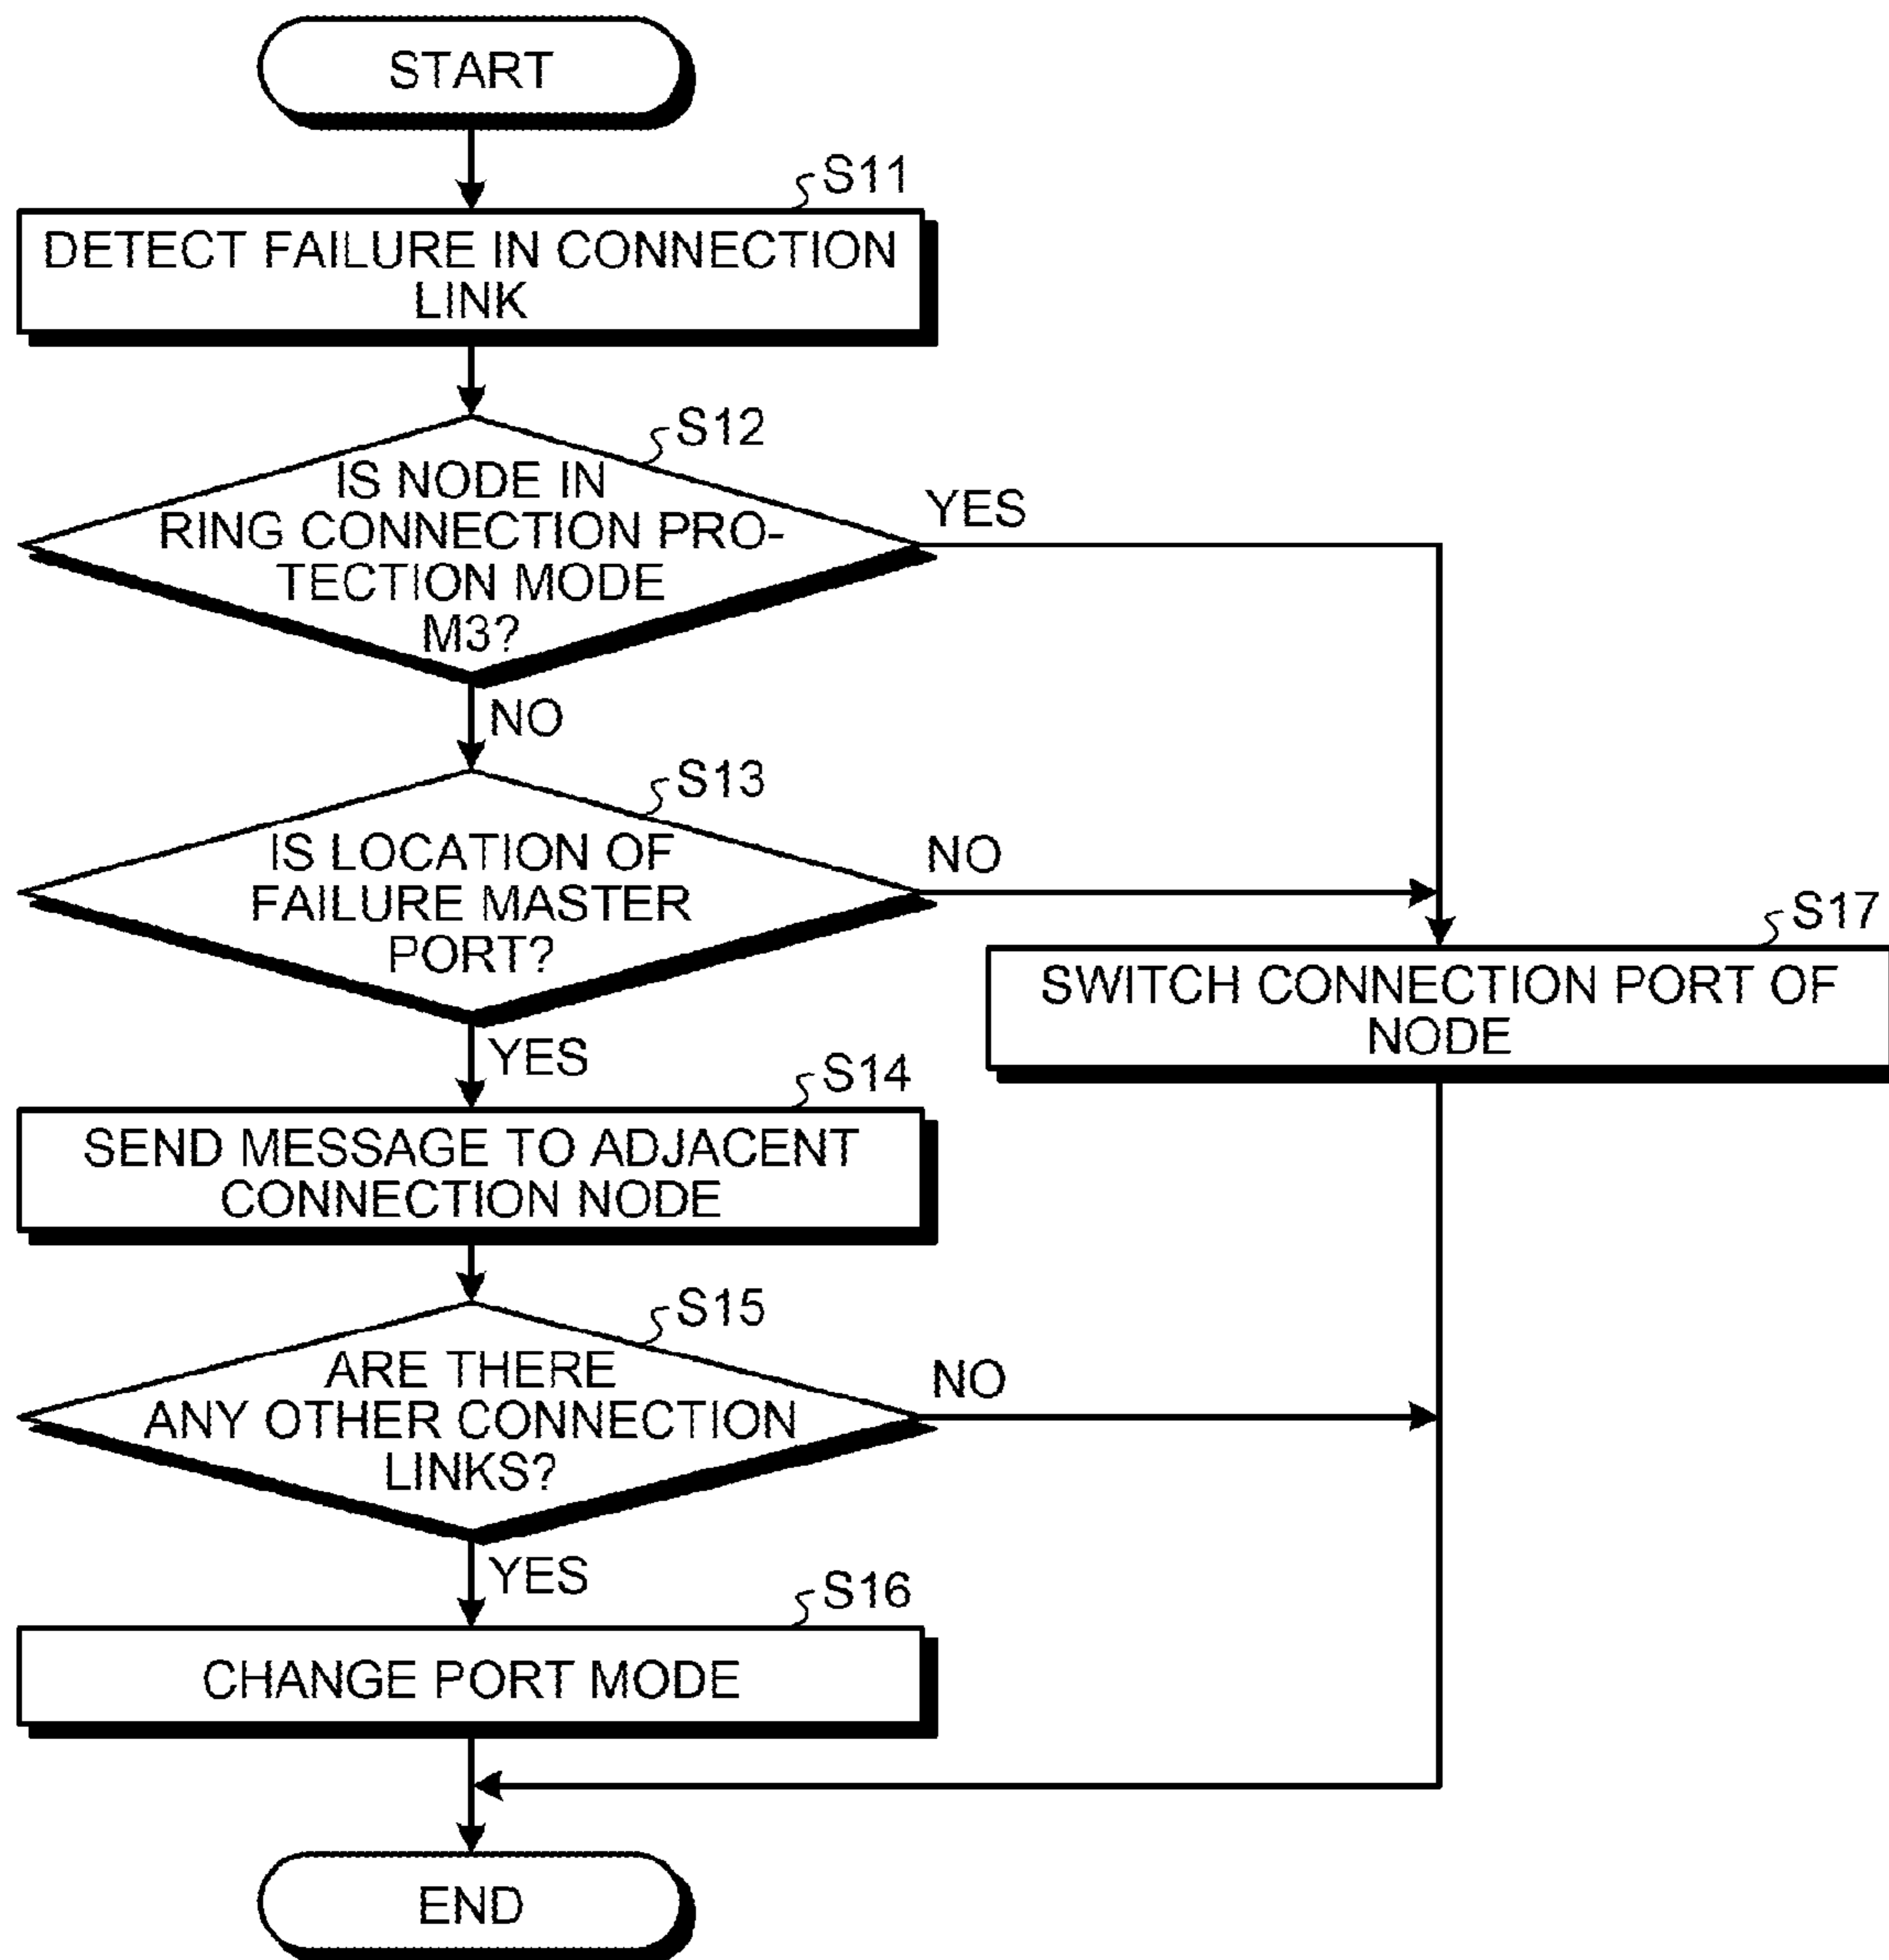 START
S11
DETECT FAILURE IN CONNECTION
LINK
S12
IS NODE IN
RING CONNECTION PRO-
TECTION MODE
M3?
YES
NO
S13
IS LOCATION OF
FAILURE MASTER
PORT?
NO
YES
S17
SWITCH CONNECTION PORT OF
NODE
S14
SEND MESSAGE TO ADJACENT
CONNECTION NODE
S15
ARE THERE
ANY OTHER CONNECTION
LINKS?
NO
YES
S16
CHANGE PORT MODE
END